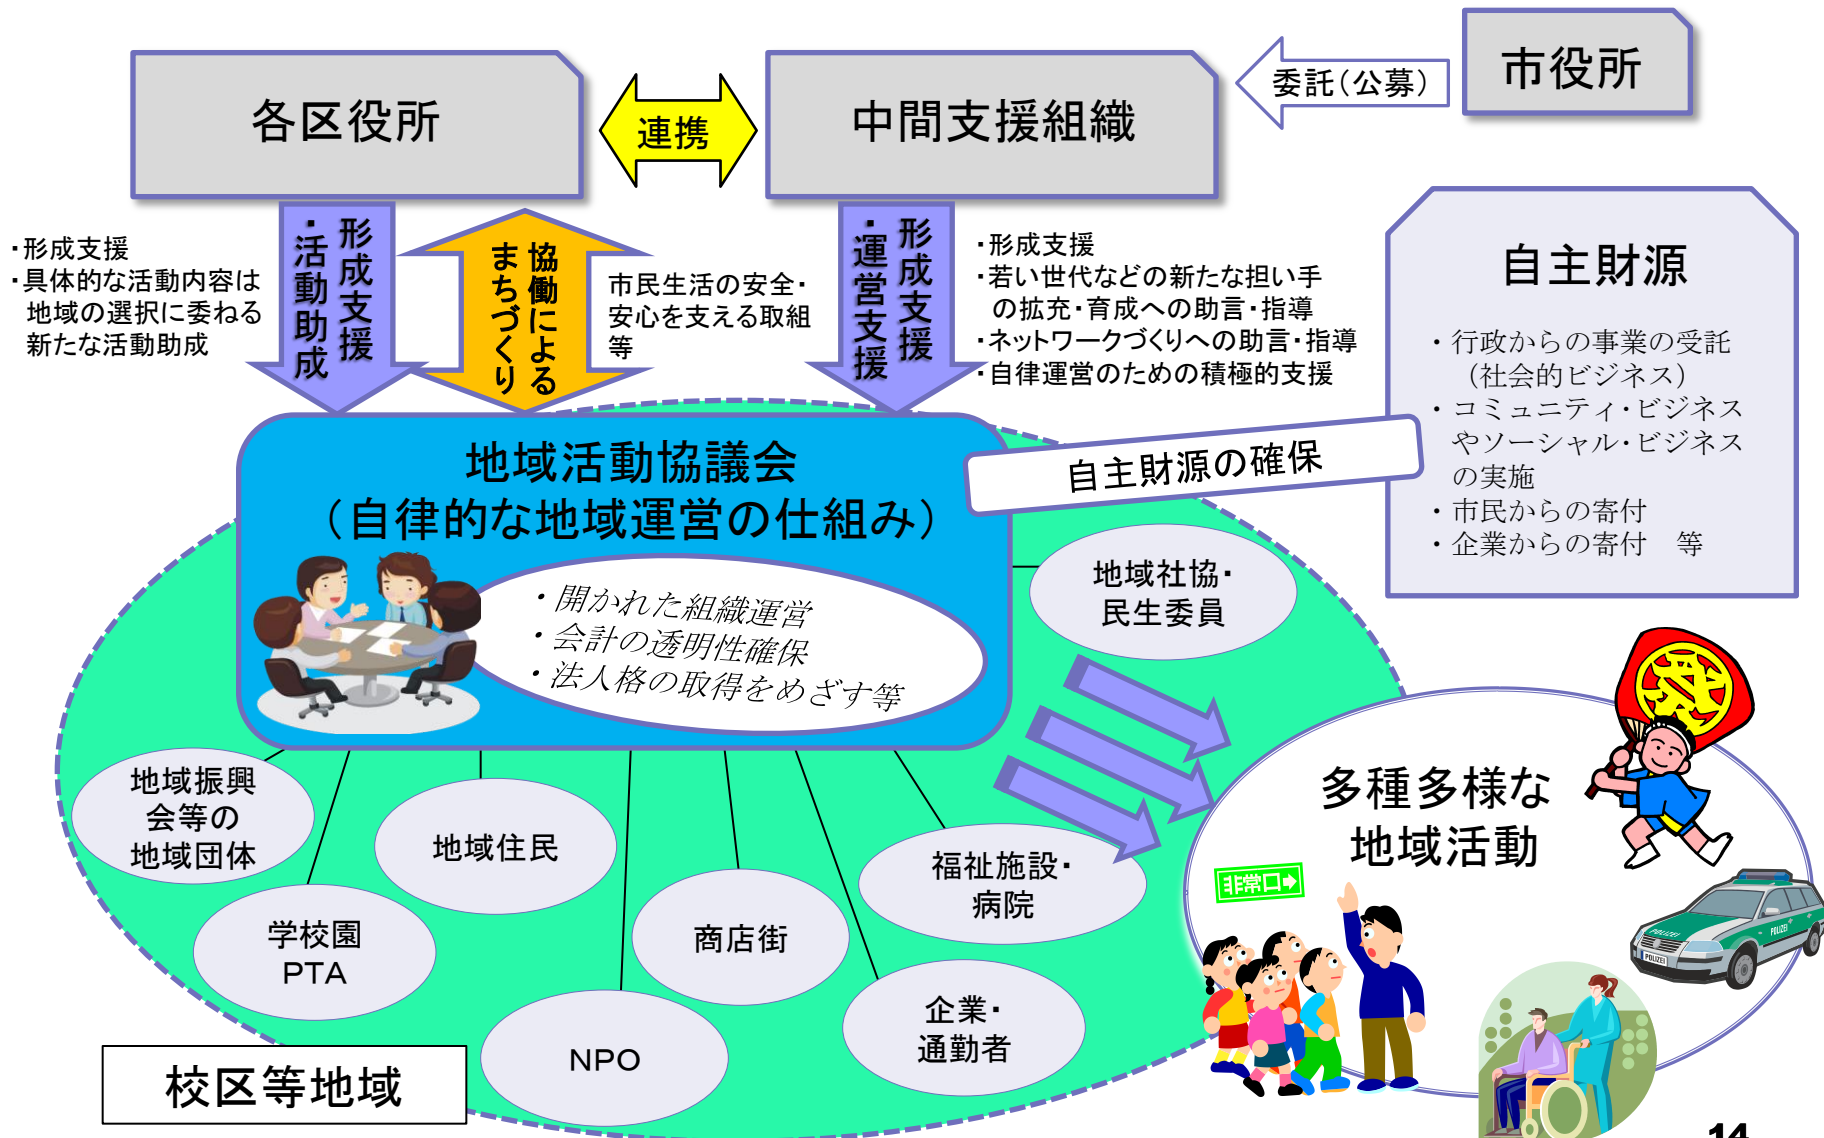 市役所
委託(公募)
各区役所
連携
中間支援組織
形成支援
・活動助成
・形成支援
・具体的な活動内容は
地域の選択に委ねる
新たな活動助成
協働による
まちづくり
市民生活の安全・
安心を支える取組
等
形成支援
・運営支援
・形成支援
・若い世代などの新たな担い手
の拡充・育成への助言・指導
・ネットワークづくりへの助言・指導
・自律運営のための積極的支援
自主財源
・行政からの事業の受託
(社会的ビジネス)
・コミュニティ・ビジネス
やソーシャル・ビジネス
の実施
・市民からの寄付
・企業からの寄付　等
自主財源の確保
地域活動協議会
(自律的な地域運営の仕組み)
・開かれた組織運営
・会計の透明性確保
・法人格の取得をめざす等
地域社協・
民生委員
地域振興
会等の
地域団体
学校園
PTA
地域住民
NPO
商店街
企業・
通勤者
福祉施設・
病院
多種多様な
地域活動
祭
非常口
POLIZEI
POLIZEI
POLIZEI
校区等地域
14